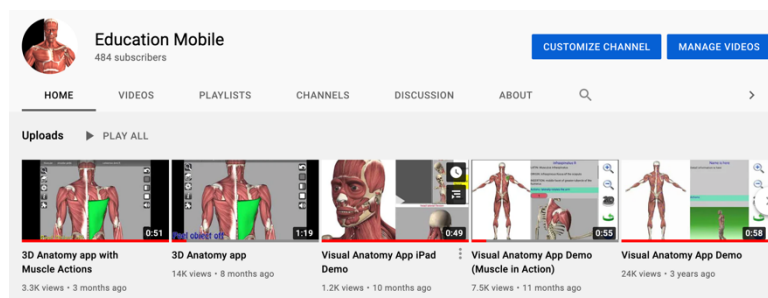 Education Mobile
484 subscribers
CUSTOMIZE CHANNEL
MANAGE VIDEOS
HOME
VIDEOS
PLAYLISTS
CHANNELS
DISCUSSION
ABOUT
Uploads
PLAY ALL
0:51
object off
1:19
0:49
0:55
0:58
3D Anatomy app with
Muscle Actions
3.3K views • 3 months ago
3D Anatomy app
14K views • 8 months ago
Visual Anatomy App iPad
Demo
1.2K views • 10 months ago
Visual Anatomy App Demo
(Muscle in Action)
7.5K views • 11 months ago
Visual Anatomy App Demo
24K views • 3 years ago